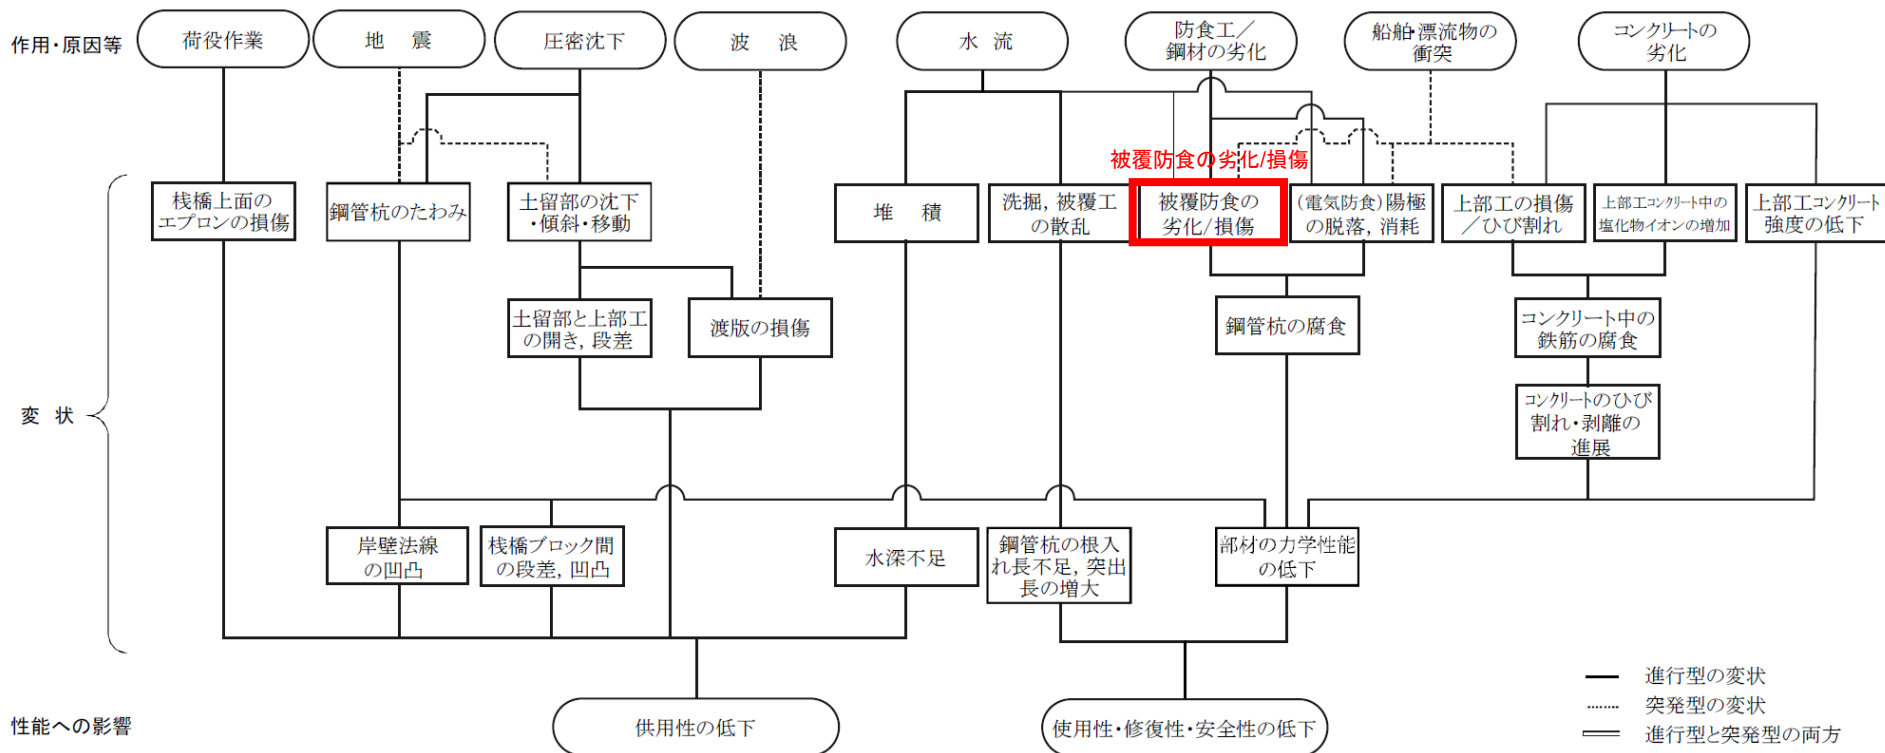 作用・原因等
荷役作業
地 震
圧密沈下
波 浪
水 流
防食工／
鋼材の劣化
船舶・漂流物の
衝突
コンクリートの
劣化
被覆防食の劣化/損傷
変 状
桟橋上面の
エプロンの損傷
鋼管杭のたわみ
土留部の沈下
・傾斜・移動
堆 積
洗掘，被覆工
の散乱
被覆防食の
劣化/損傷
（電気防食）陽極
の脱落，消耗
上部工の損傷
／ひび割れ
上部工コンクリート中の
塩化物イオンの増加
上部工コンクリート
強度の低下
土留部と上部工
の開き，段差
渡版の損傷
鋼管杭の腐食
コンクリート中の
鉄筋の腐食
コンクリートのひび
割れ・剥離の
進展
岸壁法線
の凹凸
桟橋ブロック間
の段差，凹凸
水深不足
鋼管杭の根入
れ長不足，突出
長の増大
部材の力学性能
の低下
性能への影響
供用性の低下
使用性・修復性・安全性の低下
進行型の変状
突発型の変状
進行型と突発型の両方